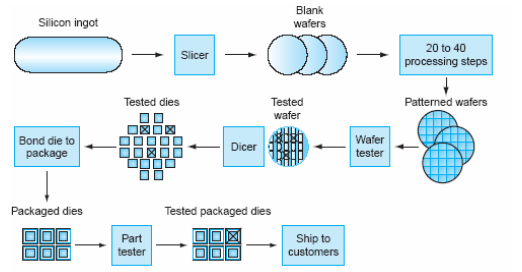 Silicon ingot
Slicer
Blank
wafers
20 to 40
processing steps
Tested dies
Tested
wafer
Patterned wafers
Bond die to
package
Dicer
Wafer
tester
Packaged dies
Part
tester
Tested packaged dies
Ship to
customers